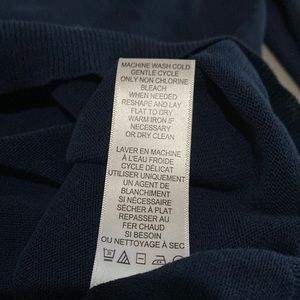 MACHINE WASH COLD
GENTLE CYCLE
ONLY NON CHLORINE
BLEACH
WHEN NEEDED
RESHAPE AND LAY
FLAT TO DRY
WARM IRON IF
NECESSARY
OR DRY CLEAN
LAVER EN MACHINE
À L'EAU FROIDE
CYCLE DÉLICAT
UTILISER UNIQUEMENT
UN AGENT DE
BLANCHIMENT
SI NÉCESSAIRE
SÉCHER À PLAT
REPASSER AU
FER CHAUD
SI BESOIN
OU NETTOYAGE À SEC